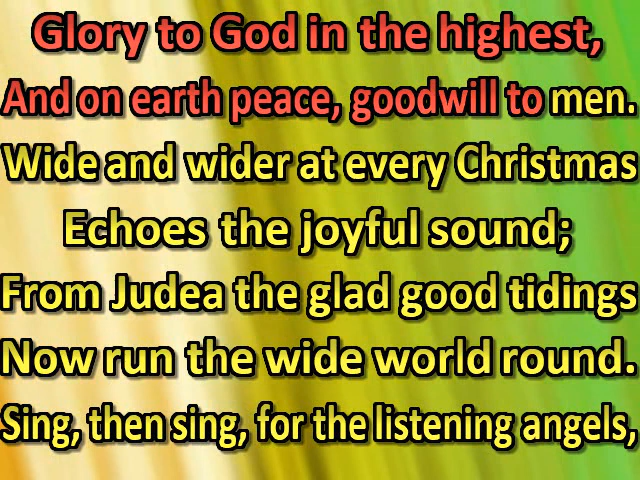 Glory to God in the highest,
And on earth peace, goodwill to men.
Wide and wider at every Christmas
Echoes the joyful sound;
From Judea the glad good tidings
Now run the wide world round.
Sing, then sing, for the listening angels,